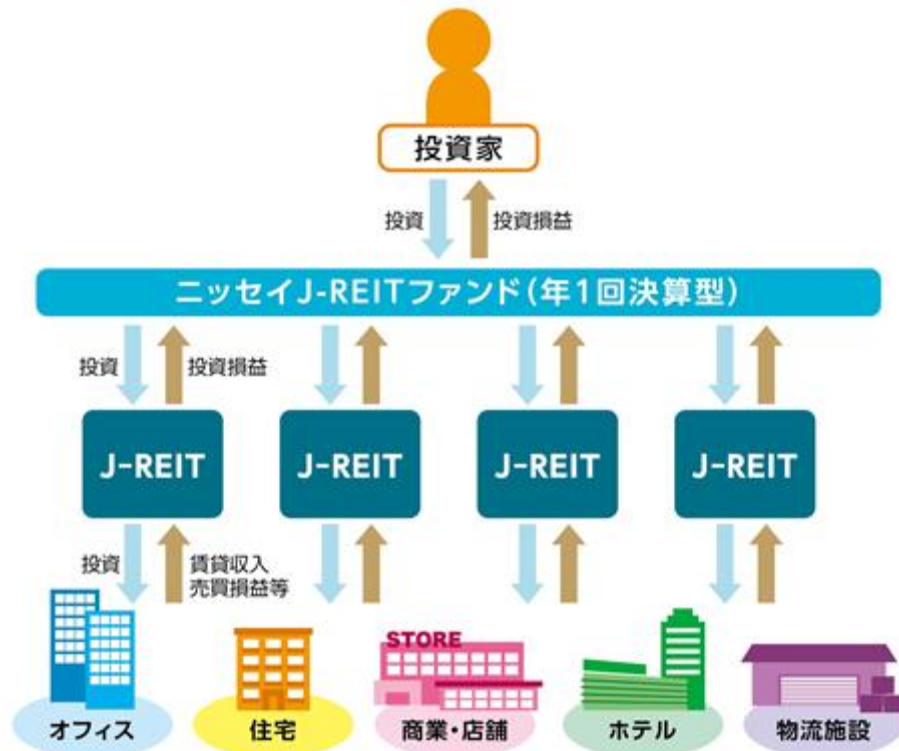 投資家
投資
投資損益
ニッセイJ-REITファンド(年1回決算型)
投資
投資損益
J-REIT
J-REIT
J-REIT
J-REIT
投資
賃貸収入
売買損益等
STORE
オフィス
住宅
商業・店舗
ホテル
物流施設